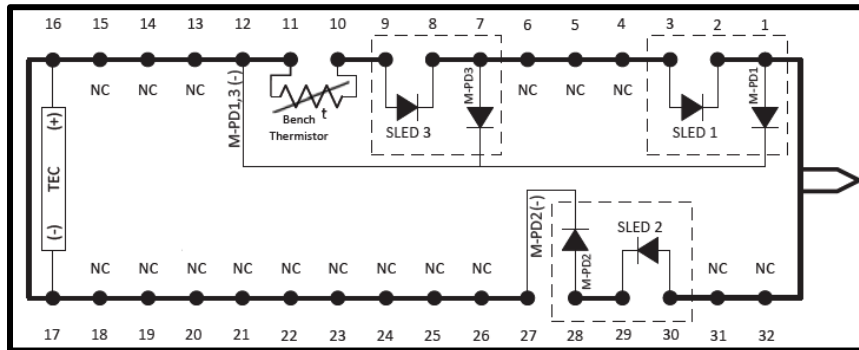 16 15 14 13 12 11 10 9 8 7 6 5 4 3 2 1
NC NC NC NC NC NC
M-PD1,3 (-)
t
Bench
Thermistor
SLED 3
M-PD3
SLED 1
M-PD1
(+)
TEC
(-)
M-PD2(-)
M-PD2
SLED 2
NC NC NC NC NC NC NC NC NC NC NC
17 18 19 20 21 22 23 24 25 26 27 28 29 30 31 32